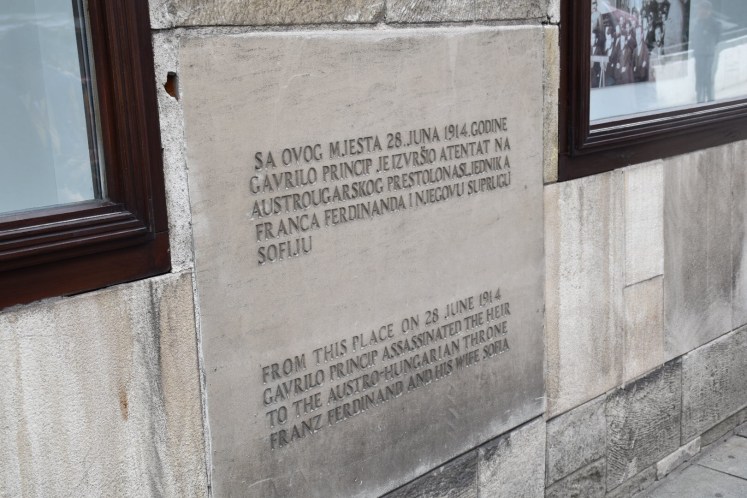 SA OVOG MJESTA 28. JUNA 1914. GODINE
GAVRILO PRINCIP JE IZVRŠIO ATENTAT NA
AUSTROUGARSKOG PRESTOLONASLJEDNIKA
FRANCA FERDINANDA I NJEGOVU SUPRUGU
SOFIJU
FROM THIS PLACE ON 28 JUNE 1914
GAVRILO PRINCIP ASSASSINATED THE HEIR
TO THE AUSTRO-HUNGARIAN THRONE
FRANZ FERDINAND AND HIS WIFE SOFIA